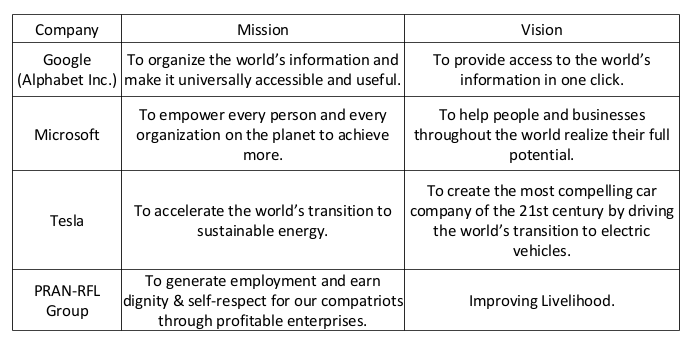 Company Mission Vision
Google
(Alphabet Inc.)
To organize the world’s information and
make it universally accessible and useful.
To provide access to the world’s
information in one click.
Microsoft
To empower every person and every
organization on the planet to achieve
more.
To help people and businesses
throughout the world realize their full
potential.
Tesla
To accelerate the world’s transition to
sustainable energy.
To create the most compelling car
company of the 21st century by driving
the world’s transition to electric
vehicles.
PRAN-RFL
Group
To generate employment and earn
dignity & self-respect for our compatriots
through profitable enterprises.
Improving Livelihood.